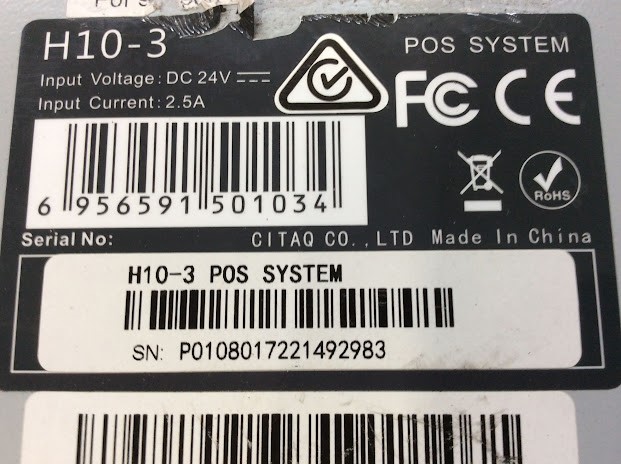 H10-3
POS SYSTEM
Input Voltage: DC 24V
Input Current: 2.5A
FC CE
6 956591 501034
RoHS
Serial No:
CITAQ CO.,LTD Made In China
H10-3 POS SYSTEM
SN: P0108017221492983